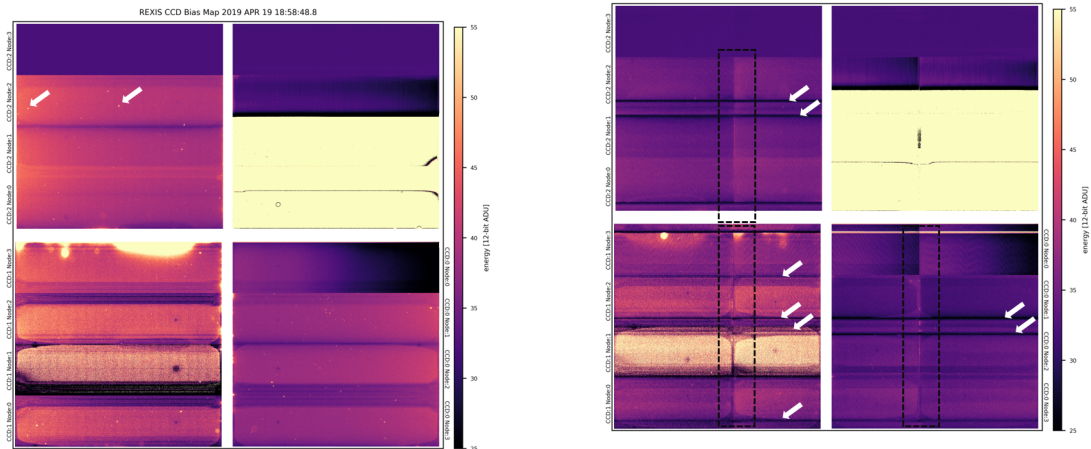 REXIS CCD Bias Map 2019 APR 19 18:58:48.8
CCD:2 Node:3
CCD:2 Node:2
CCD:2 Node:1
CCD:2 Node:0
CCD:1 Node:3
CCD:1 Node:2
CCD:1 Node:1
CCD:1 Node:0
CCD:0 Node:0
CCD:0 Node:1
CCD:0 Node:2
CCD:0 Node:3
55
50
45
40
35
30
25
energy [12-bit ADU]
CCD:2 Node:3
CCD:2 Node:2
CCD:2 Node:1
CCD:2 Node:0
CCD:1 Node:3
CCD:1 Node:2
CCD:1 Node:1
CCD:1 Node:0
CCD:0 Node:0
CCD:0 Node:1
CCD:0 Node:2
CCD:0 Node:3
55
50
45
40
35
30
25
energy [12-bit ADU]